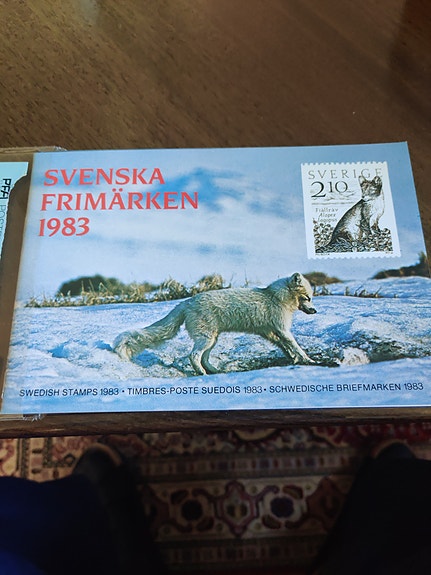 SVENSKA
FRIMÄRKEN
1983
SVERIGE
2.10
Fjällräv
Alopex
lagopus
SWEDISH STAMPS 1983 • TIMBRES-POSTE SUEDOIS 1983 • SCHWEDISCHE BRIEFMARKEN 1983
PFA